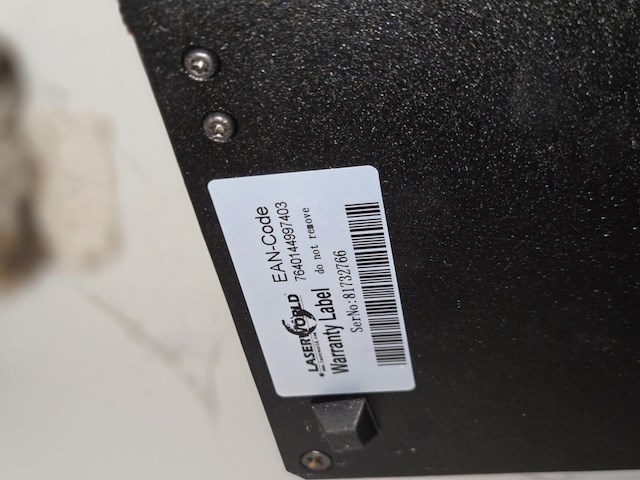 LASERWORLD
EAN-Code
7640144997403
Warranty Label do not remove
SerNo:81732766